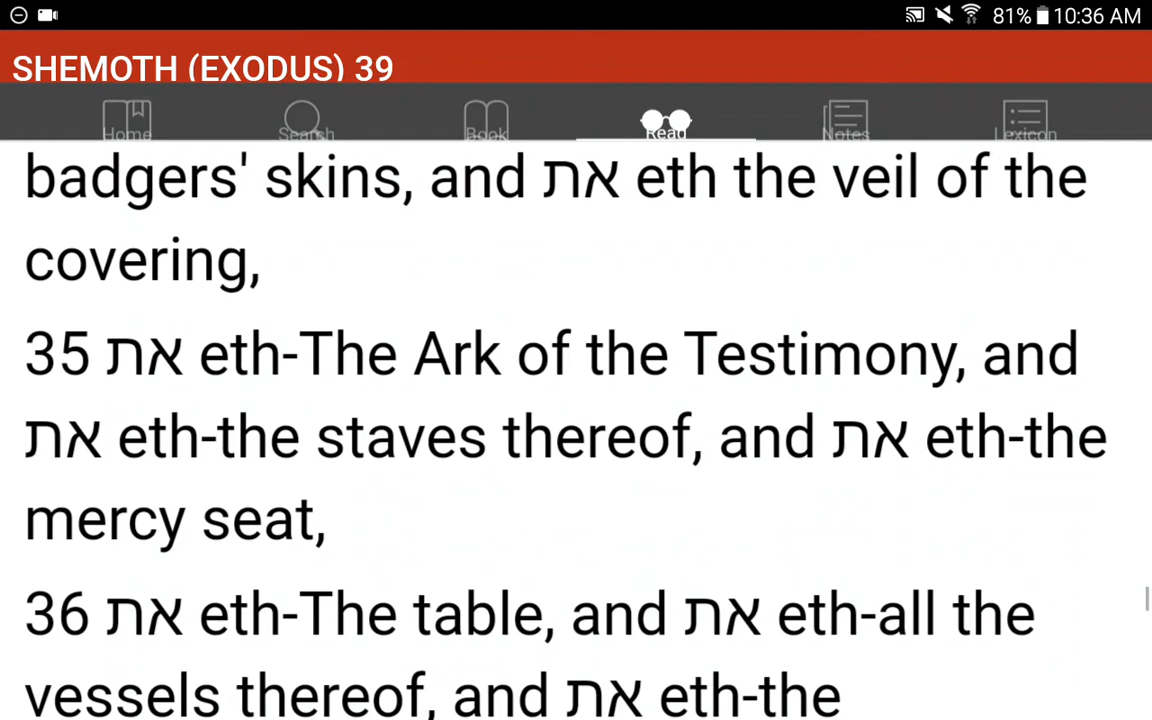 81% 10:36 AM
SHEMOTH (EXODUS) 39
Home Search Book Read Notes Lexicon
badgers' skins, and את eth the veil of the
covering,
35 את eth-The Ark of the Testimony, and
את eth-the staves thereof, and את eth-the
mercy seat,
36 את eth-The table, and את eth-all the
vessels thereof, and את eth-the